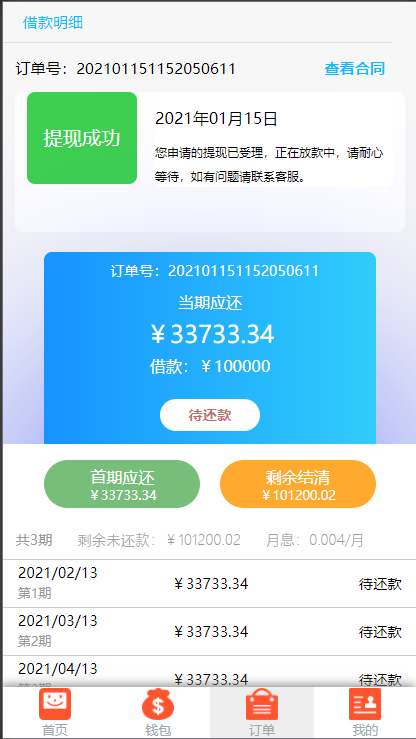 借款明细
订单号：202101151152050611 查看合同
提现成功
2021年01月15日
您申请的提现已受理，正在放款中，请耐心
等待，如有问题请联系客服。
订单号：202101151152050611
当期应还
￥33733.34
借款：￥100000
待还款
首期应还 剩余结清
￥33733.34 ￥101200.02
共3期 剩余未还款：￥101200.02 月息：0.004/月
2021/02/13
第1期 ￥33733.34 待还款
2021/03/13
第2期 ￥33733.34 待还款
2021/04/13
第3期 ￥33733.34 待还款
首页 钱包 订单 我的